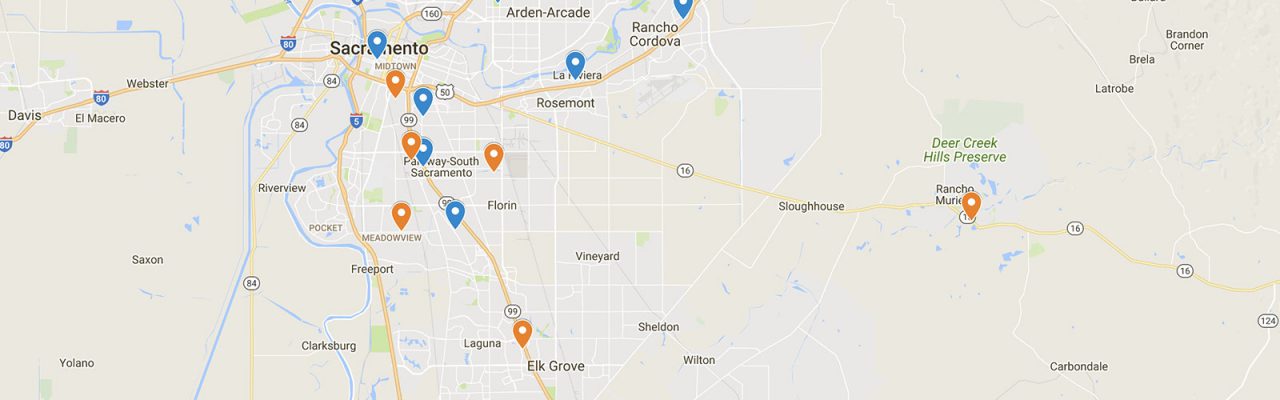 Arden-Arcade
160
Rancho
Cordova
80
Sacramento
MIDTOWN
Brandon
Corner
Brela
Latrobe
La Riviera
Webster
84
50
80
Davis
El Macero
Rosemont
99
5
84
80
Deer Creek
Hills Preserve
Parkway-South
Sacramento
16
Riverview
Rancho
Florin
Sloughhouse
POCKET
MEADOWVIEW
16
Vineyard
Saxon
Freeport
16
84
99
124
Sheldon
Clarksburg
Laguna
Elk Grove
Wilton
Yolano
Carbondale